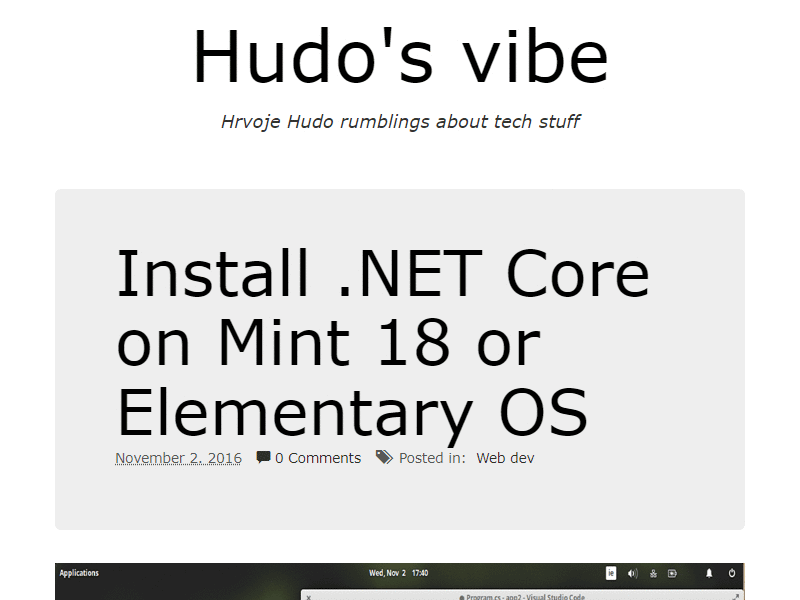 Hudo's vibe
Hrvoje Hudo rumblings about tech stuff
Install .NET Core
on Mint 18 or
Elementary OS
November 2, 2016 0 Comments Posted in: Web dev
Applications Wed, Nov 2 17:40
Program.cs - app2 - Visual Studio Code